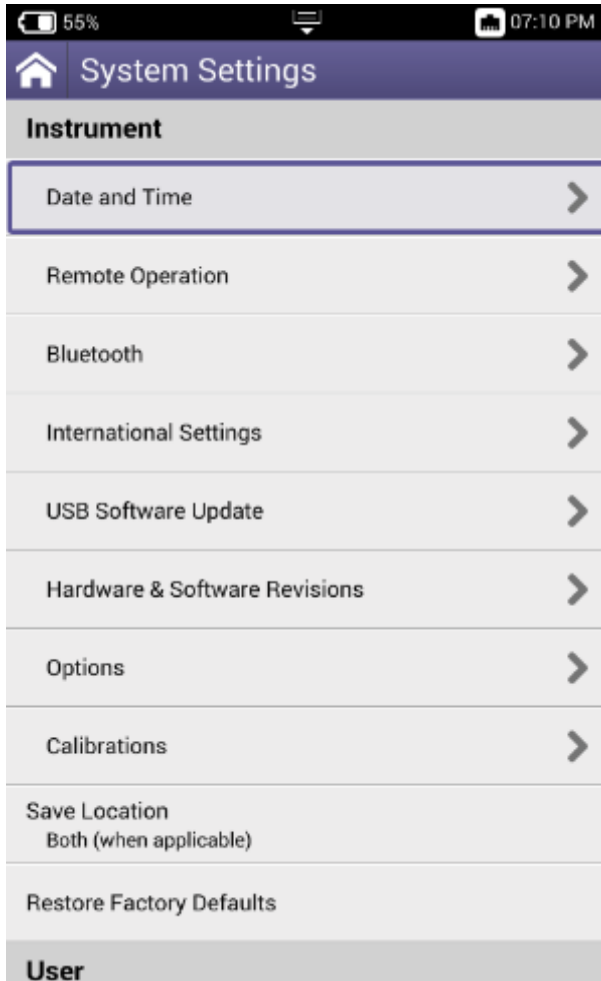 55%
07:10 PM
System Settings
Instrument
Date and Time
Remote Operation
Bluetooth
International Settings
USB Software Update
Hardware & Software Revisions
Options
Calibrations
Save Location
Both (when applicable)
Restore Factory Defaults
User